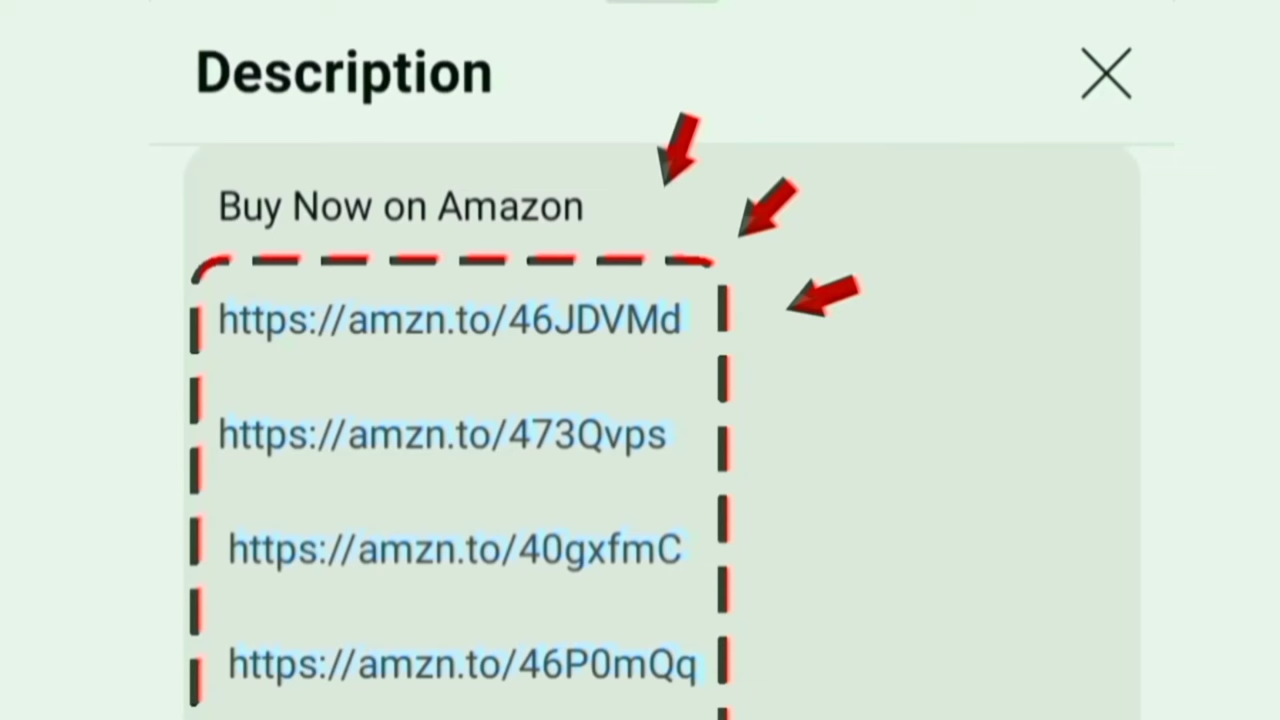 Description
Buy Now on Amazon
https://amzn.to/46JDVMd
https://amzn.to/473Qvps
https://amzn.to/40gxfmC
https://amzn.to/46P0mQq